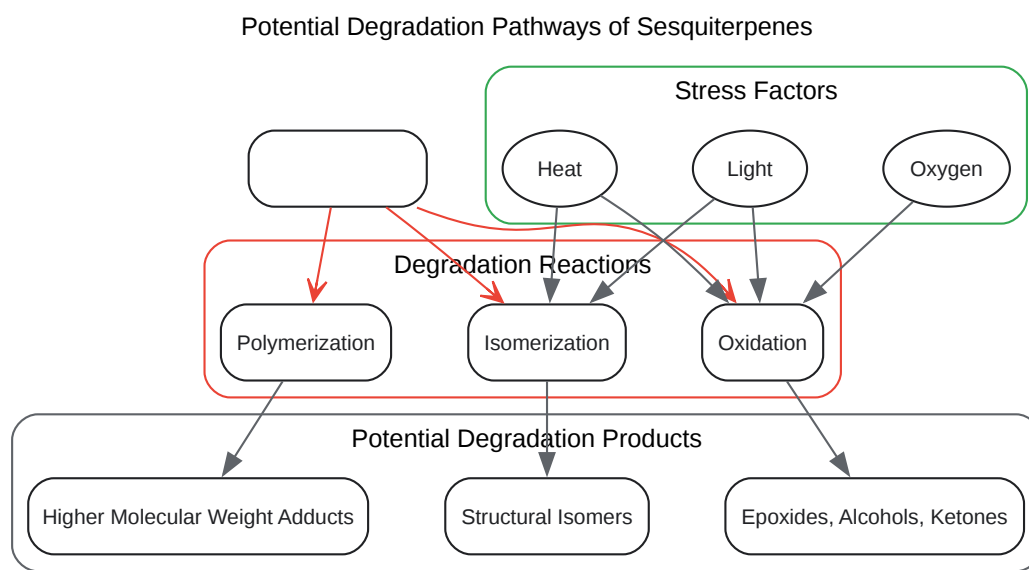 Potential Degradation Pathways of Sesquiterpenes
Stress Factors
Heat
Light
Oxygen
Degradation Reactions
Polymerization
Isomerization
Oxidation
Potential Degradation Products
Higher Molecular Weight Adducts
Structural Isomers
Epoxides, Alcohols, Ketones